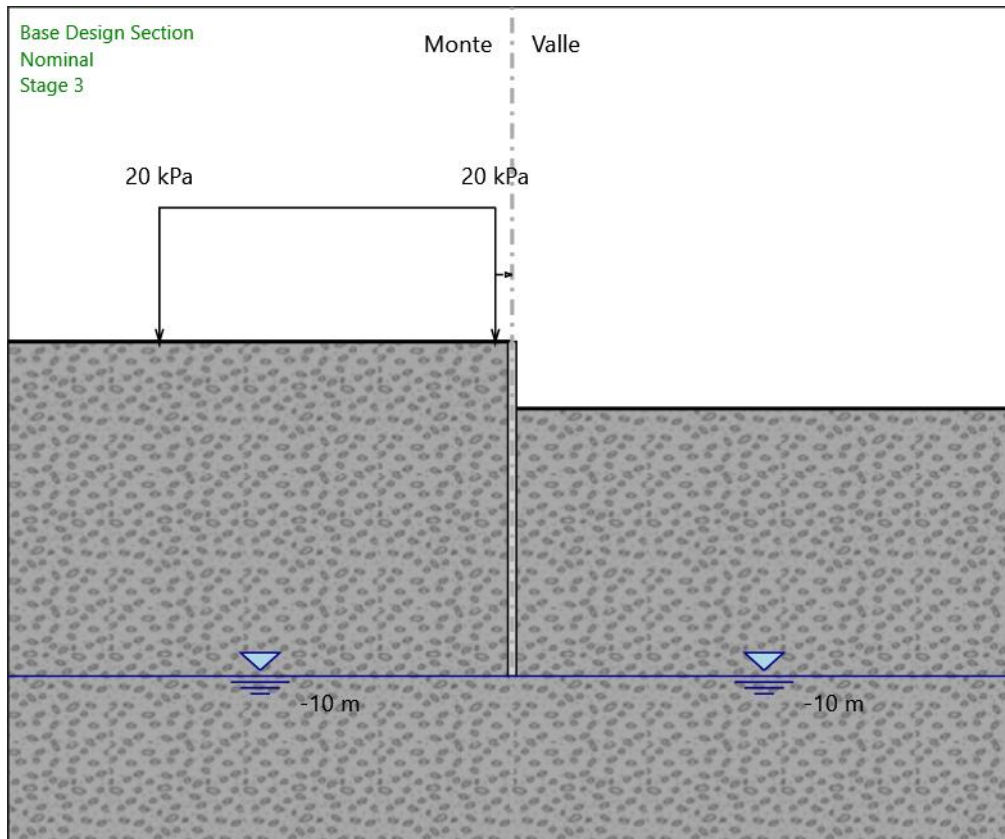 Base Design Section
Nominal
Stage 3
Monte Valle
20 kPa 20 kPa
-10 m -10 m